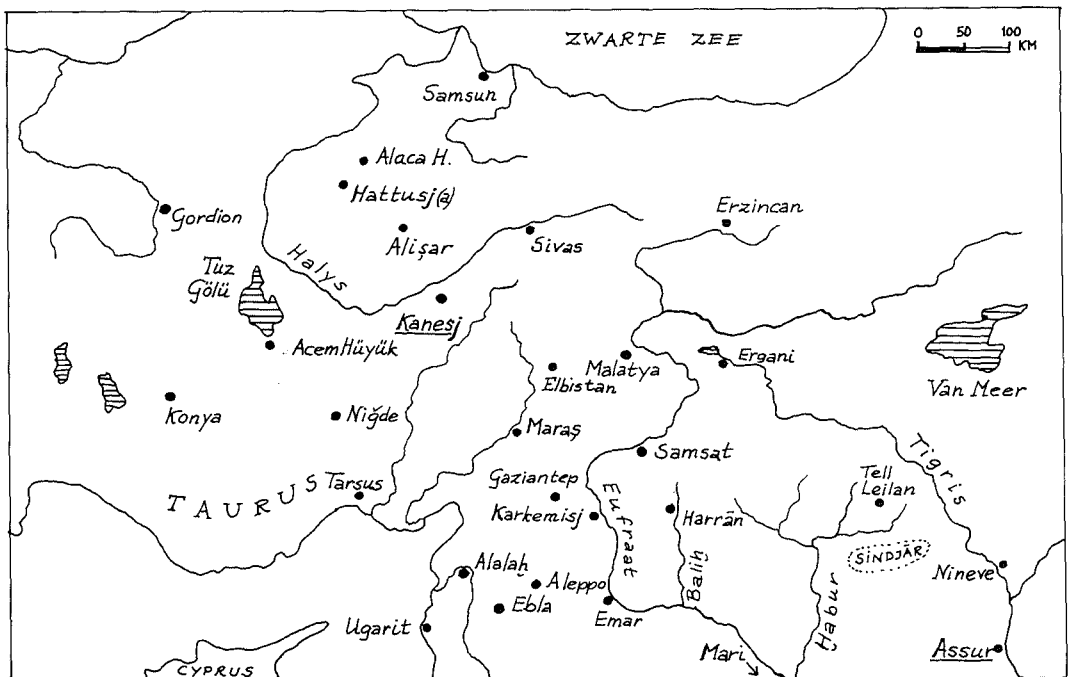 ZWARTE ZEE
0 50 100
KM
Samsun
Alaca H.
Hattusj(a)
Gordion
Alişar
Sivas
Erzincan
Halys
Tuz
Gölü
Kanesj
Acem Hüyük
Elbistan
Malatya
Ergani
Van Meer
Konya
Niğde
Maraş
Samsat
Tigris
TAURUS
Tarsus
Gaziantep
Karkemisj
Eufraat
Harrān
Tell
Leilan
Baliḫ
Ḫabur
SINDJĀR
Nineve
Alalaḫ
Aleppo
Ebla
Emar
Ugarit
Mari
Assur
CYPRUS